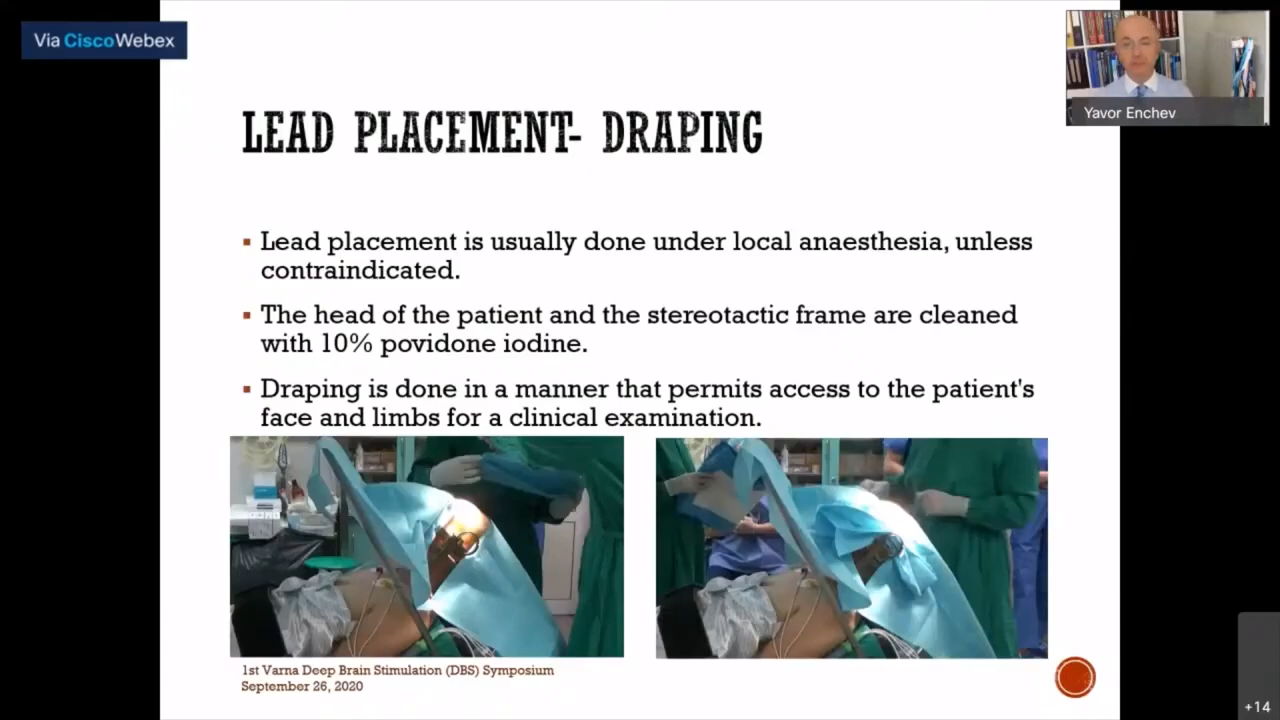 Via Cisco Webex
Yavor Enchev
LEAD PLACEMENT- DRAPING
▪ Lead placement is usually done under local anaesthesia, unless
contraindicated.
▪ The head of the patient and the stereotactic frame are cleaned
with 10% povidone iodine.
▪ Draping is done in a manner that permits access to the patient's
face and limbs for a clinical examination.
1st Varna Deep Brain Stimulation (DBS) Symposium
September 26, 2020
+14